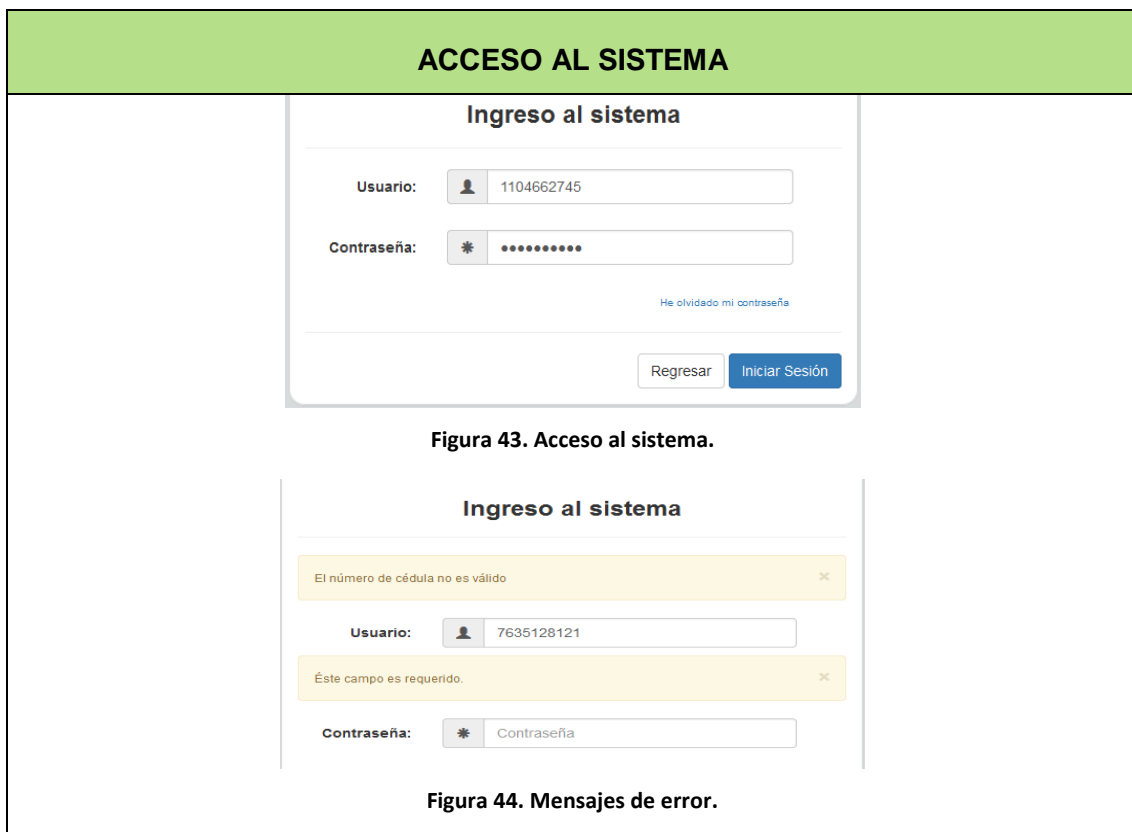 ACCESO AL SISTEMA
Ingreso al sistema
Usuario: 1104662745
Contraseña: ••••••••••
He olvidado mi contraseña
Regresar Iniciar Sesión
Figura 43. Acceso al sistema.
Ingreso al sistema
El número de cédula no es válido ×
Usuario: 7635128121
Éste campo es requerido. ×
Contraseña: Contraseña
Figura 44. Mensajes de error.